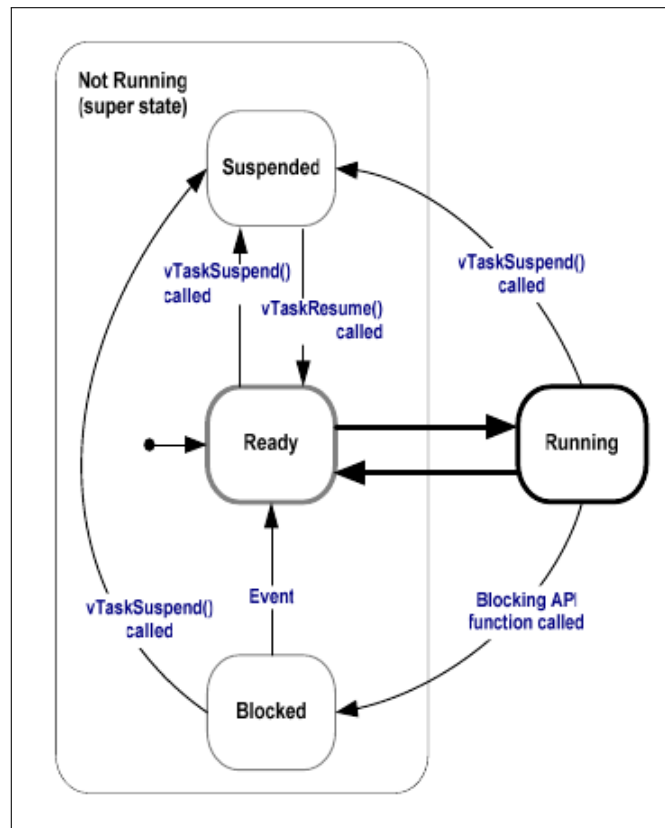 Not Running
(super state)
Suspended
vTaskSuspend()
called
vTaskResume()
called
vTaskSuspend()
called
Ready
Running
Event
vTaskSuspend()
called
Blocking API
function called
Blocked